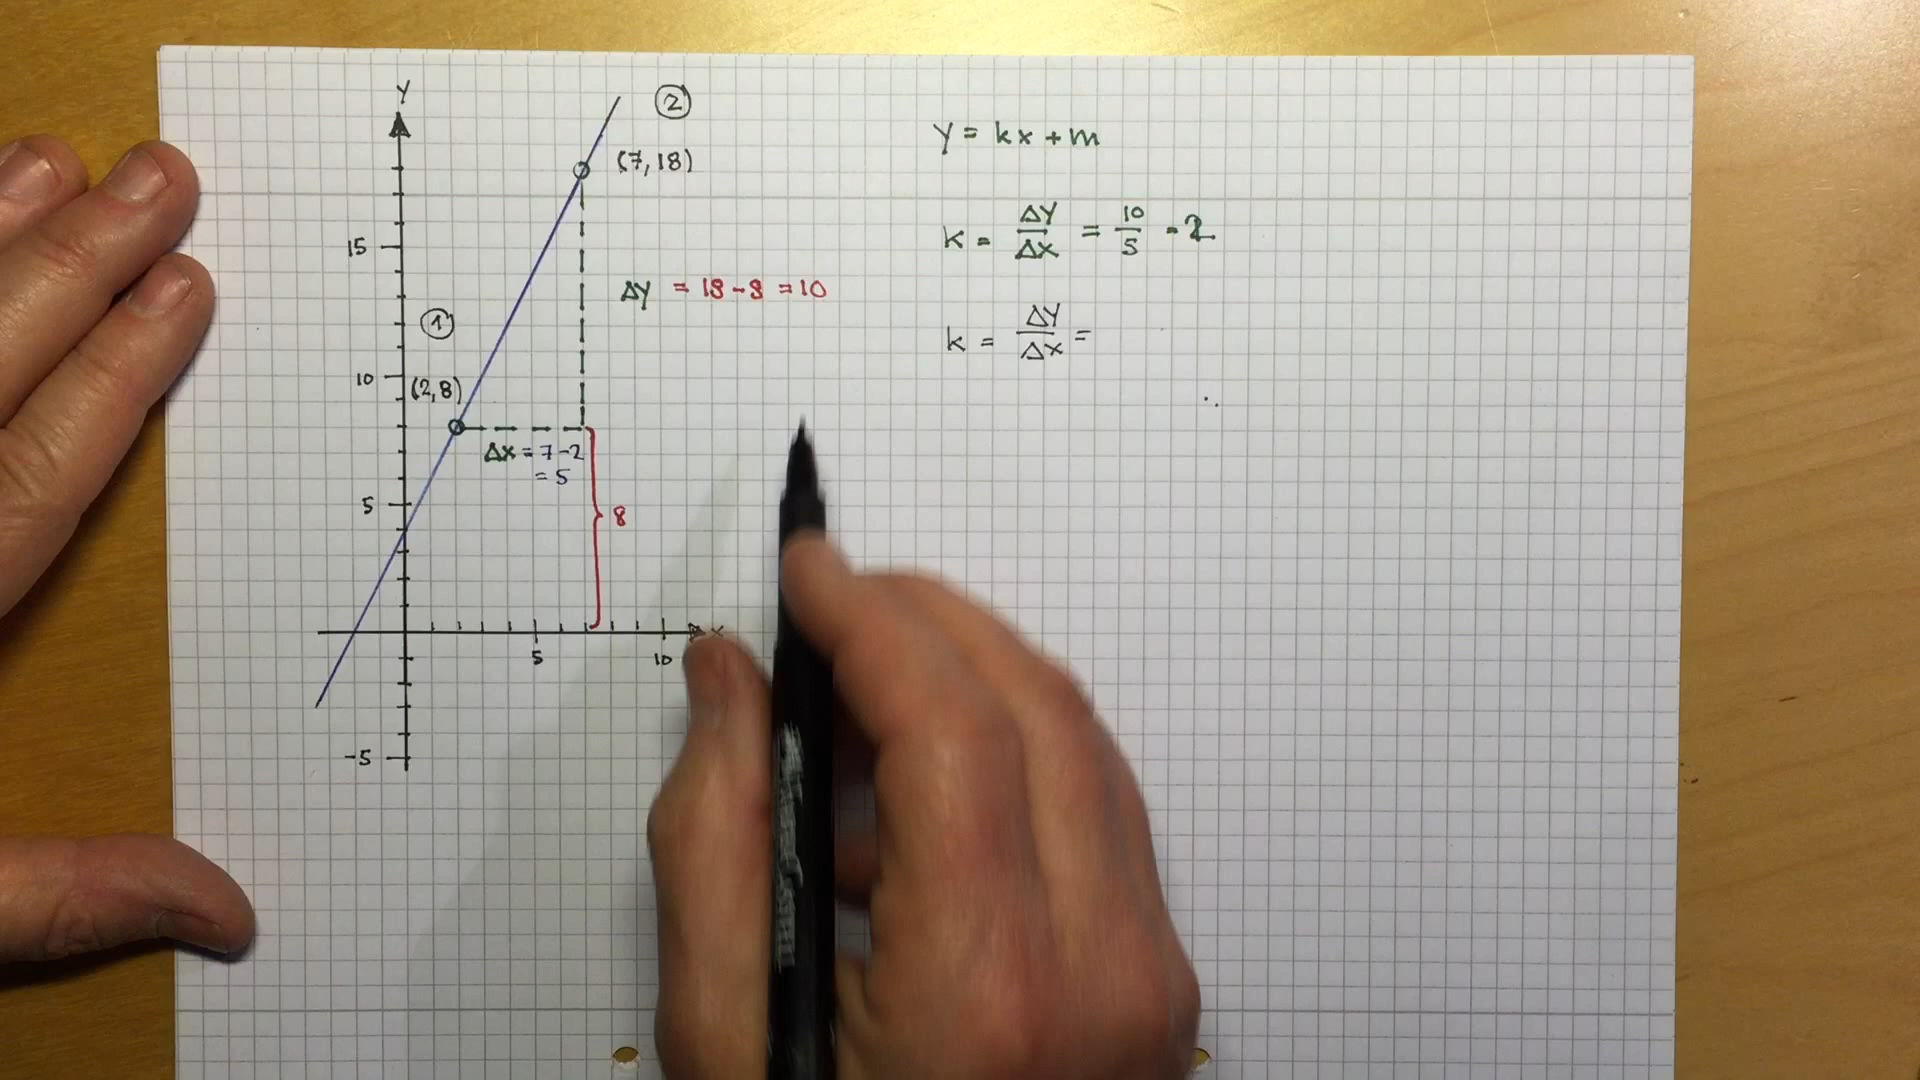 Y
②
(7,18)
15
ΔY = 18-8 = 10
①
10
(2,8)
Δx = 7-2
= 5
5
8
x
5
10
-5
y = kx + m
k = ΔY/Δx = 10/5 = 2
k = ΔY/Δx =